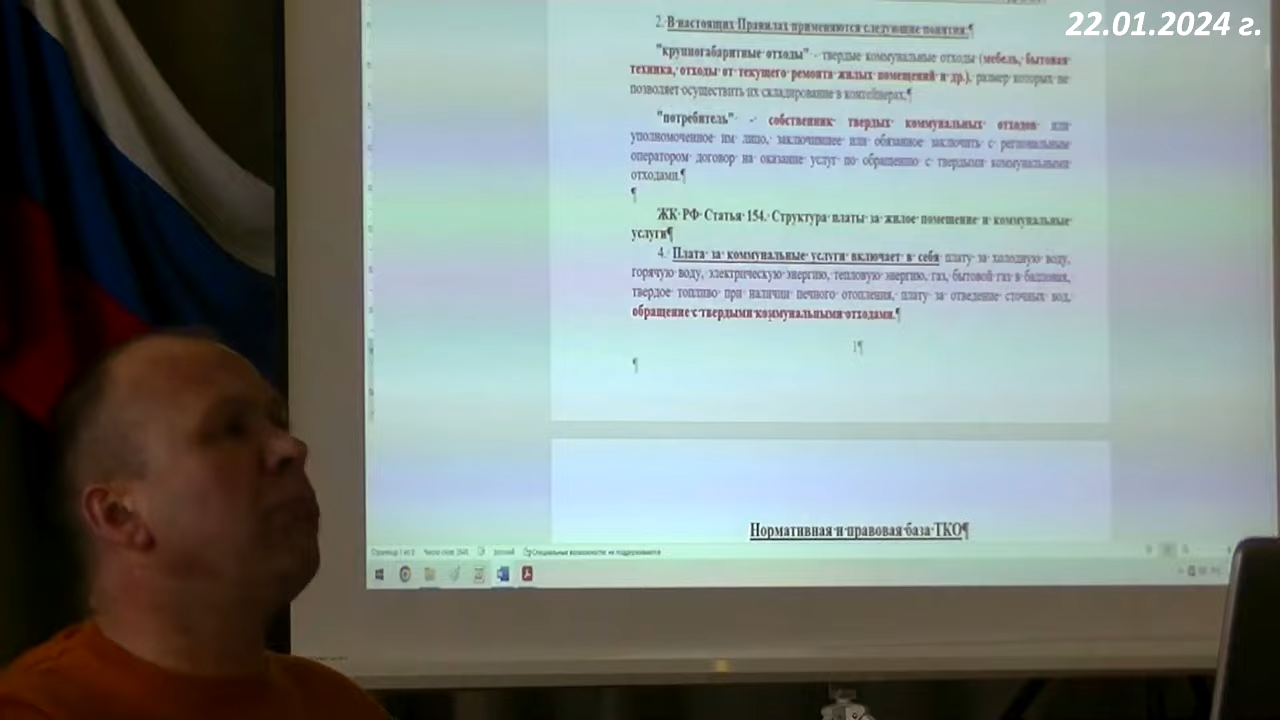 22.01.2024 г.
2. В настоящих Правилах применяются следующие понятия:¶
"крупногабаритные отходы" - твердые коммунальные отходы (мебель, бытовая
техника, отходы от текущего ремонта жилых помещений и др.), размер которых не
позволяет осуществить их складирование в контейнерах;¶
"потребитель" - собственник твердых коммунальных отходов или
уполномоченное им лицо, заключившее или обязанное заключить с региональным
оператором договор на оказание услуг по обращению с твердыми коммунальными
отходами.¶
¶
ЖК РФ Статья 154. Структура платы за жилое помещение и коммунальные
услуги¶
4. Плата за коммунальные услуги включает в себя плату за холодную воду,
горячую воду, электрическую энергию, тепловую энергию, газ, бытовой газ в баллонах,
твердое топливо при наличии печного отопления, плату за отведение сточных вод,
обращение с твердыми коммунальными отходами.¶
1¶
¶
Нормативная и правовая база ТКО¶
Специальные возможности: не поддерживаются